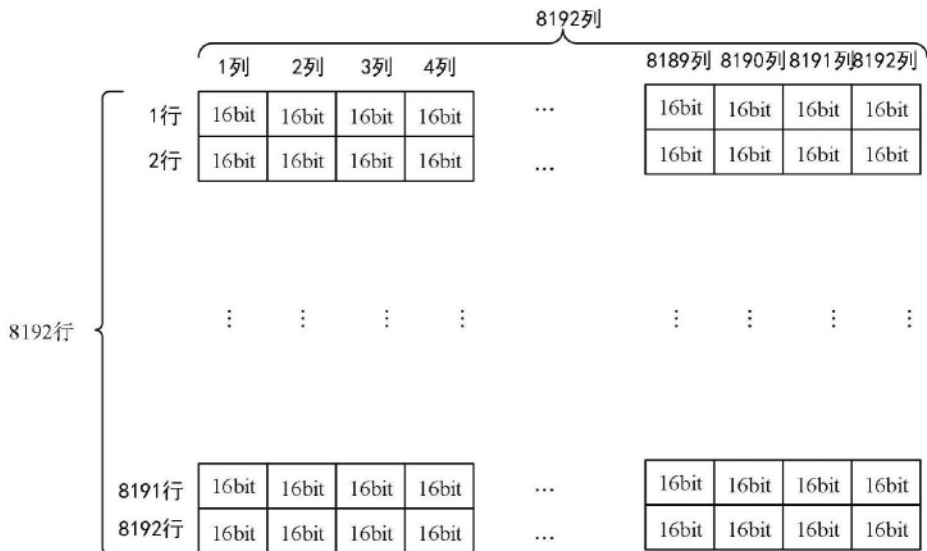 8192列
1列 2列 3列 4列 8189列 8190列 8191列 8192列
1行 16bit 16bit 16bit 16bit ... 16bit 16bit 16bit 16bit
2行 16bit 16bit 16bit 16bit ... 16bit 16bit 16bit 16bit
8192行
8191行 16bit 16bit 16bit 16bit ... 16bit 16bit 16bit 16bit
8192行 16bit 16bit 16bit 16bit ... 16bit 16bit 16bit 16bit